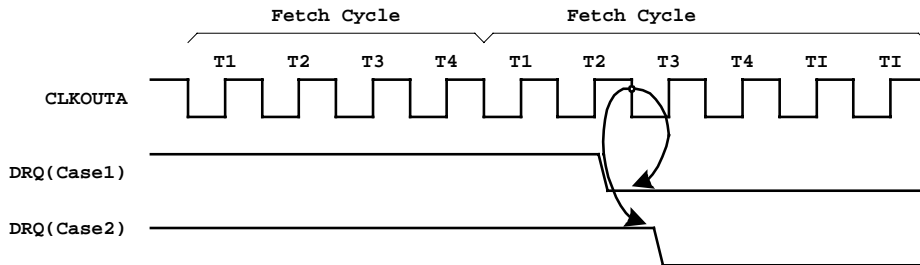 Fetch Cycle Fetch Cycle
T1 T2 T3 T4 T1 T2 T3 T4 TI TI
CLKOUTA
DRQ(Case1)
DRQ(Case2)